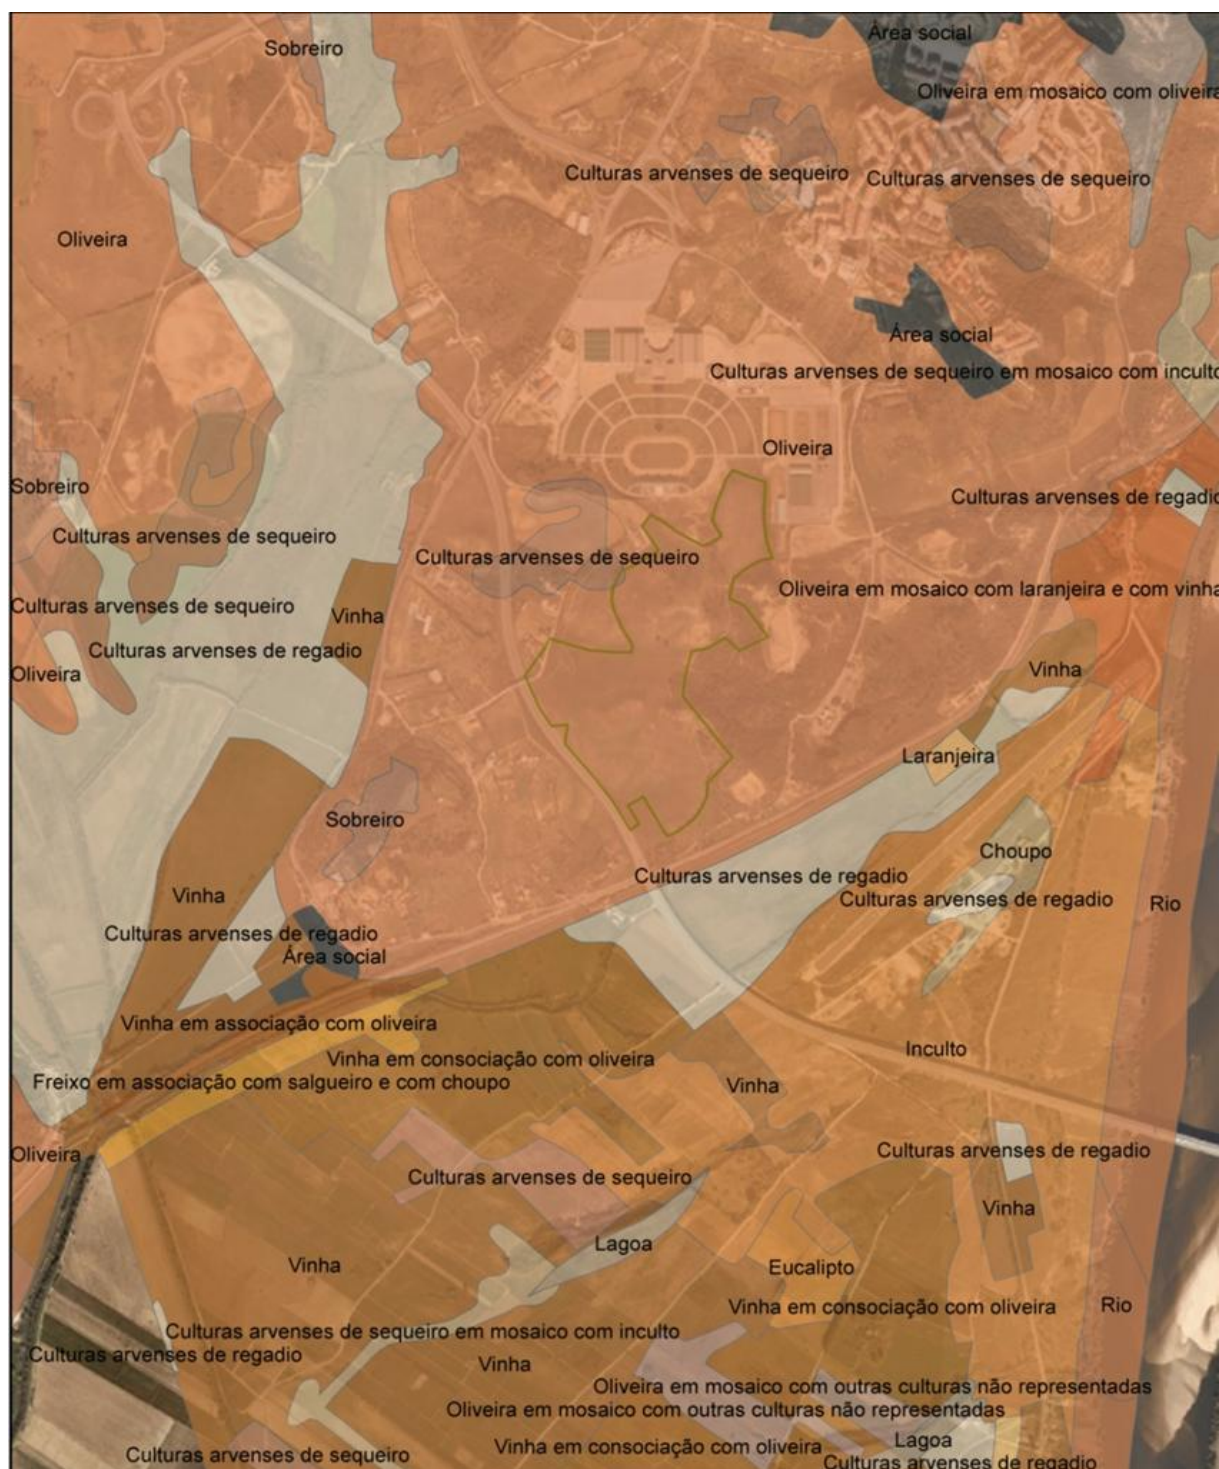 Área social
Sobreiro
Oliveira em mosaico com oliveira
Culturas arvenses de sequeiro
Culturas arvenses de sequeiro
Oliveira
Área social
Culturas arvenses de sequeiro em mosaico com inculto
Oliveira
Sobreiro
Culturas arvenses de regadio
Culturas arvenses de sequeiro
Culturas arvenses de sequeiro
Oliveira em mosaico com laranjeira e com vinha
Culturas arvenses de sequeiro
Vinha
Culturas arvenses de regadio
Oliveira
Vinha
Laranjeira
Sobreiro
Choupo
Culturas arvenses de regadio
Vinha
Culturas arvenses de regadio
Rio
Culturas arvenses de regadio
Área social
Vinha em associação com oliveira
Inculto
Vinha em consociação com oliveira
Freixo em associação com salgueiro e com choupo
Vinha
Oliveira
Culturas arvenses de regadio
Culturas arvenses de sequeiro
Vinha
Lagoa
Vinha
Eucalipto
Vinha em consociação com oliveira
Rio
Culturas arvenses de sequeiro em mosaico com inculto
Culturas arvenses de regadio
Vinha
Oliveira em mosaico com outras culturas não representadas
Oliveira em mosaico com outras culturas não representadas
Lagoa
Vinha em consociação com oliveira
Culturas arvenses de sequeiro
Culturas arvenses de regadio